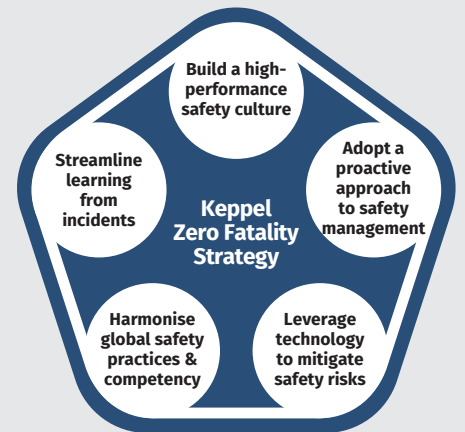 Build a high-
performance
safety culture
Adopt a
proactive
approach
to safety
management
Leverage
technology
to mitigate
safety risks
Harmonise
global safety
practices &
competency
Streamline
learning
from
incidents
Keppel
Zero Fatality
Strategy